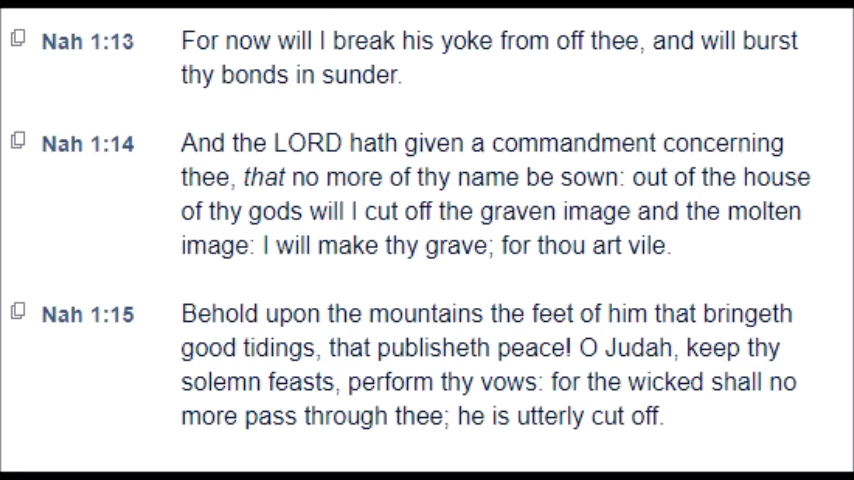 Nah 1:13 For now will I break his yoke from off thee, and will burst
thy bonds in sunder.
Nah 1:14 And the LORD hath given a commandment concerning
thee, that no more of thy name be sown: out of the house
of thy gods will I cut off the graven image and the molten
image: I will make thy grave; for thou art vile.
Nah 1:15 Behold upon the mountains the feet of him that bringeth
good tidings, that publisheth peace! O Judah, keep thy
solemn feasts, perform thy vows: for the wicked shall no
more pass through thee; he is utterly cut off.